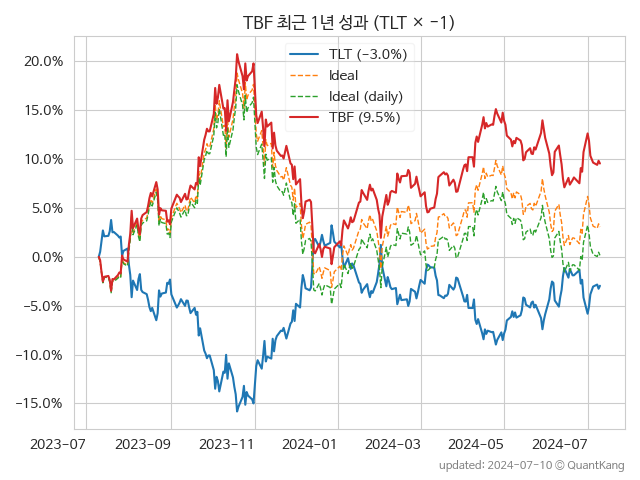 TBF 최근 1년 성과 (TLT × −1)
TLT (−3.0%)
Ideal
Ideal (daily)
TBF (9.5%)
20.0%
15.0%
10.0%
5.0%
0.0%
−5.0%
−10.0%
−15.0%
2023-07
2023-09
2023-11
2024-01
2024-03
2024-05
2024-07
updated: 2024-07-10 © QuantKang